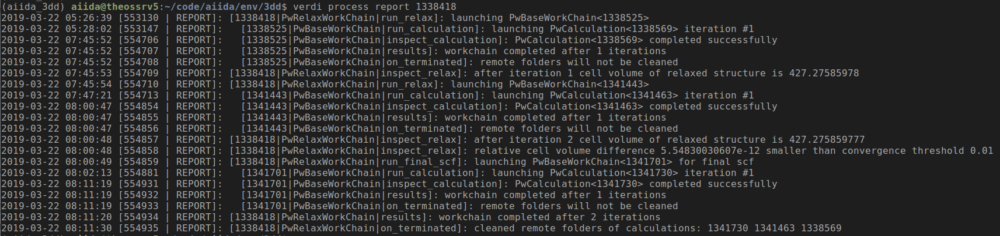 (aiida_3dd) aiida@theossrv5:~/code/aiida/env/3dd$ verdi process report 1338418
2019-03-22 05:26:39 [553130 | REPORT]: [1338418|PwRelaxWorkChain|run_relax]: launching PwBaseWorkChain<1338525>
2019-03-22 05:28:02 [553147 | REPORT]:   [1338525|PwBaseWorkChain|run_calculation]: launching PwCalculation<1338569> iteration #1
2019-03-22 07:45:52 [554706 | REPORT]:   [1338525|PwBaseWorkChain|inspect_calculation]: PwCalculation<1338569> completed successfully
2019-03-22 07:45:52 [554707 | REPORT]:   [1338525|PwBaseWorkChain|results]: workchain completed after 1 iterations
2019-03-22 07:45:52 [554708 | REPORT]:   [1338525|PwBaseWorkChain|on_terminated]: remote folders will not be cleaned
2019-03-22 07:45:53 [554709 | REPORT]: [1338418|PwRelaxWorkChain|inspect_relax]: after iteration 1 cell volume of relaxed structure is 427.27585978
2019-03-22 07:45:54 [554710 | REPORT]: [1338418|PwRelaxWorkChain|run_relax]: launching PwBaseWorkChain<1341443>
2019-03-22 07:47:21 [554713 | REPORT]:   [1341443|PwBaseWorkChain|run_calculation]: launching PwCalculation<1341463> iteration #1
2019-03-22 08:00:47 [554854 | REPORT]:   [1341443|PwBaseWorkChain|inspect_calculation]: PwCalculation<1341463> completed successfully
2019-03-22 08:00:47 [554855 | REPORT]:   [1341443|PwBaseWorkChain|results]: workchain completed after 1 iterations
2019-03-22 08:00:47 [554856 | REPORT]:   [1341443|PwBaseWorkChain|on_terminated]: remote folders will not be cleaned
2019-03-22 08:00:48 [554857 | REPORT]: [1338418|PwRelaxWorkChain|inspect_relax]: after iteration 2 cell volume of relaxed structure is 427.275859777
2019-03-22 08:00:48 [554858 | REPORT]: [1338418|PwRelaxWorkChain|inspect_relax]: relative cell volume difference 5.54830030607e-12 smaller than convergence threshold 0.01
2019-03-22 08:00:49 [554859 | REPORT]: [1338418|PwRelaxWorkChain|run_final_scf]: launching PwBaseWorkChain<1341701> for final scf
2019-03-22 08:02:13 [554881 | REPORT]:   [1341701|PwBaseWorkChain|run_calculation]: launching PwCalculation<1341730> iteration #1
2019-03-22 08:11:19 [554931 | REPORT]:   [1341701|PwBaseWorkChain|inspect_calculation]: PwCalculation<1341730> completed successfully
2019-03-22 08:11:19 [554932 | REPORT]:   [1341701|PwBaseWorkChain|results]: workchain completed after 1 iterations
2019-03-22 08:11:19 [554933 | REPORT]:   [1341701|PwBaseWorkChain|on_terminated]: remote folders will not be cleaned
2019-03-22 08:11:20 [554934 | REPORT]: [1338418|PwRelaxWorkChain|results]: workchain completed after 2 iterations
2019-03-22 08:11:30 [554935 | REPORT]: [1338418|PwRelaxWorkChain|on_terminated]: cleaned remote folders of calculations: 1341730 1341463 1338569